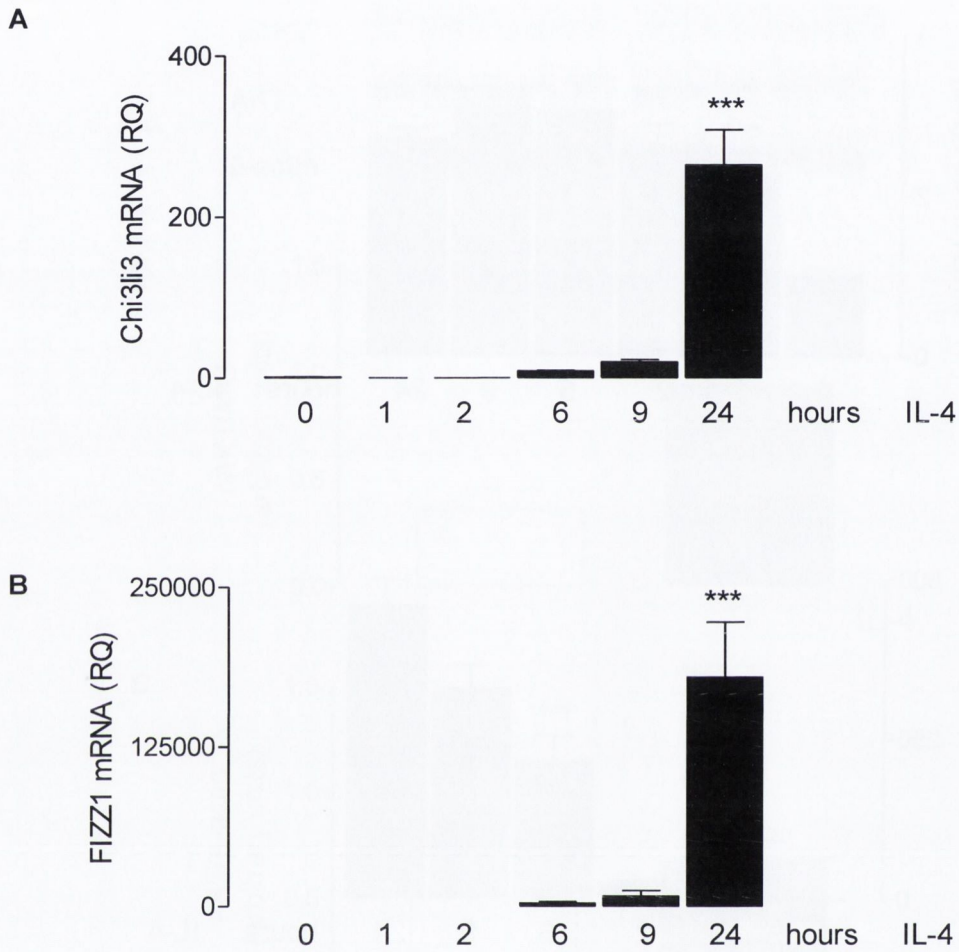 A
400
***
Chi3li3 mRNA (RQ)
200
0
0 1 2 6 9 24 hours IL-4
B
250000
***
FIZZ1 mRNA (RQ)
125000
0
0 1 2 6 9 24 hours IL-4